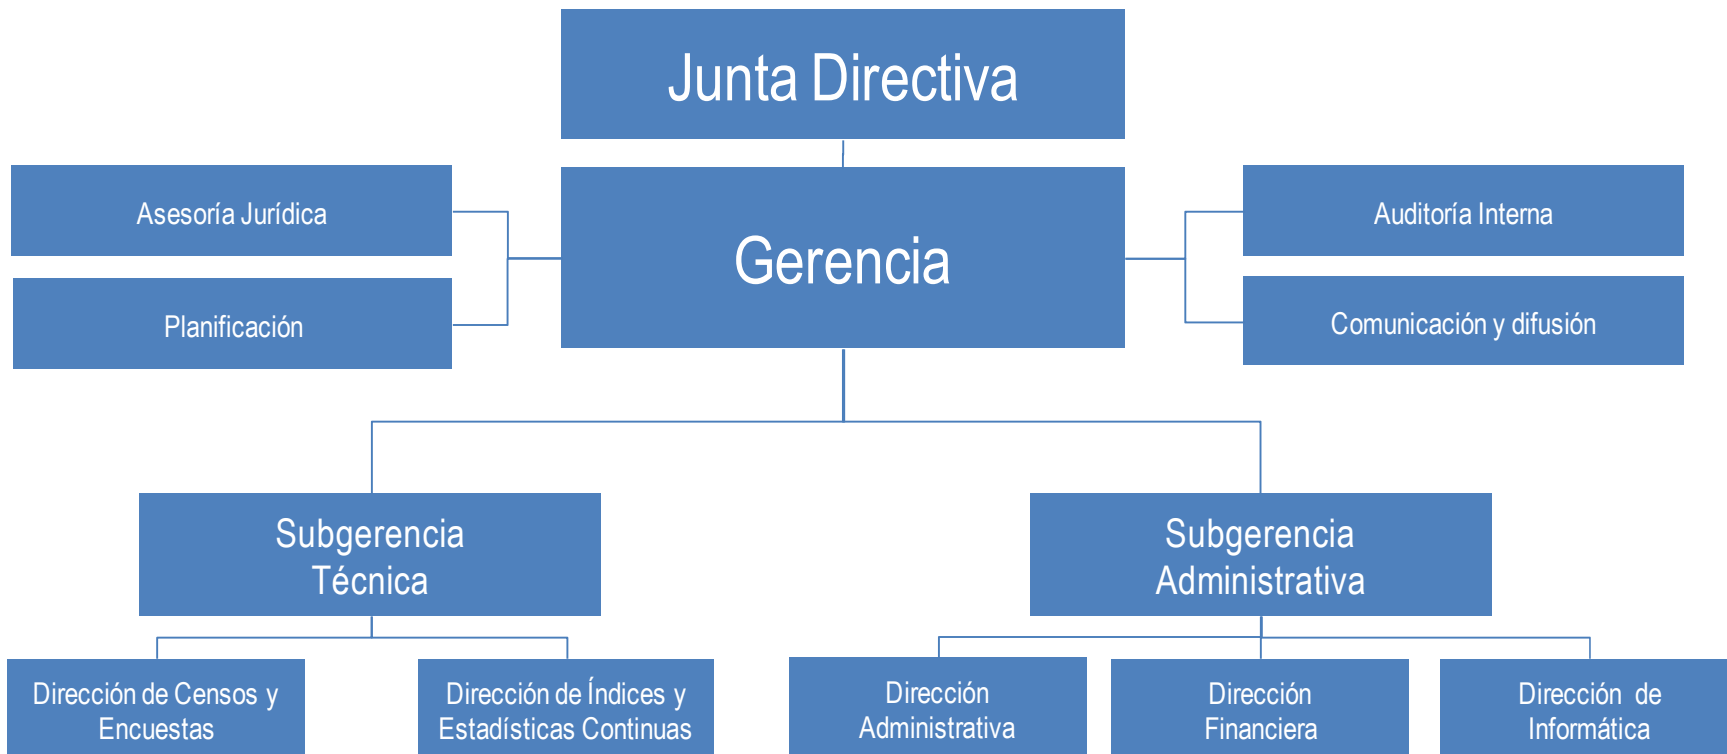 Junta Directiva
Asesoría Jurídica
Gerencia
Auditoría Interna
Planificación
Comunicación y difusión
Subgerencia
Técnica
Subgerencia
Administrativa
Dirección de Censos y
Encuestas
Dirección de Índices y
Estadísticas Continuas
Dirección
Administrativa
Dirección
Financiera
Dirección de
Informática